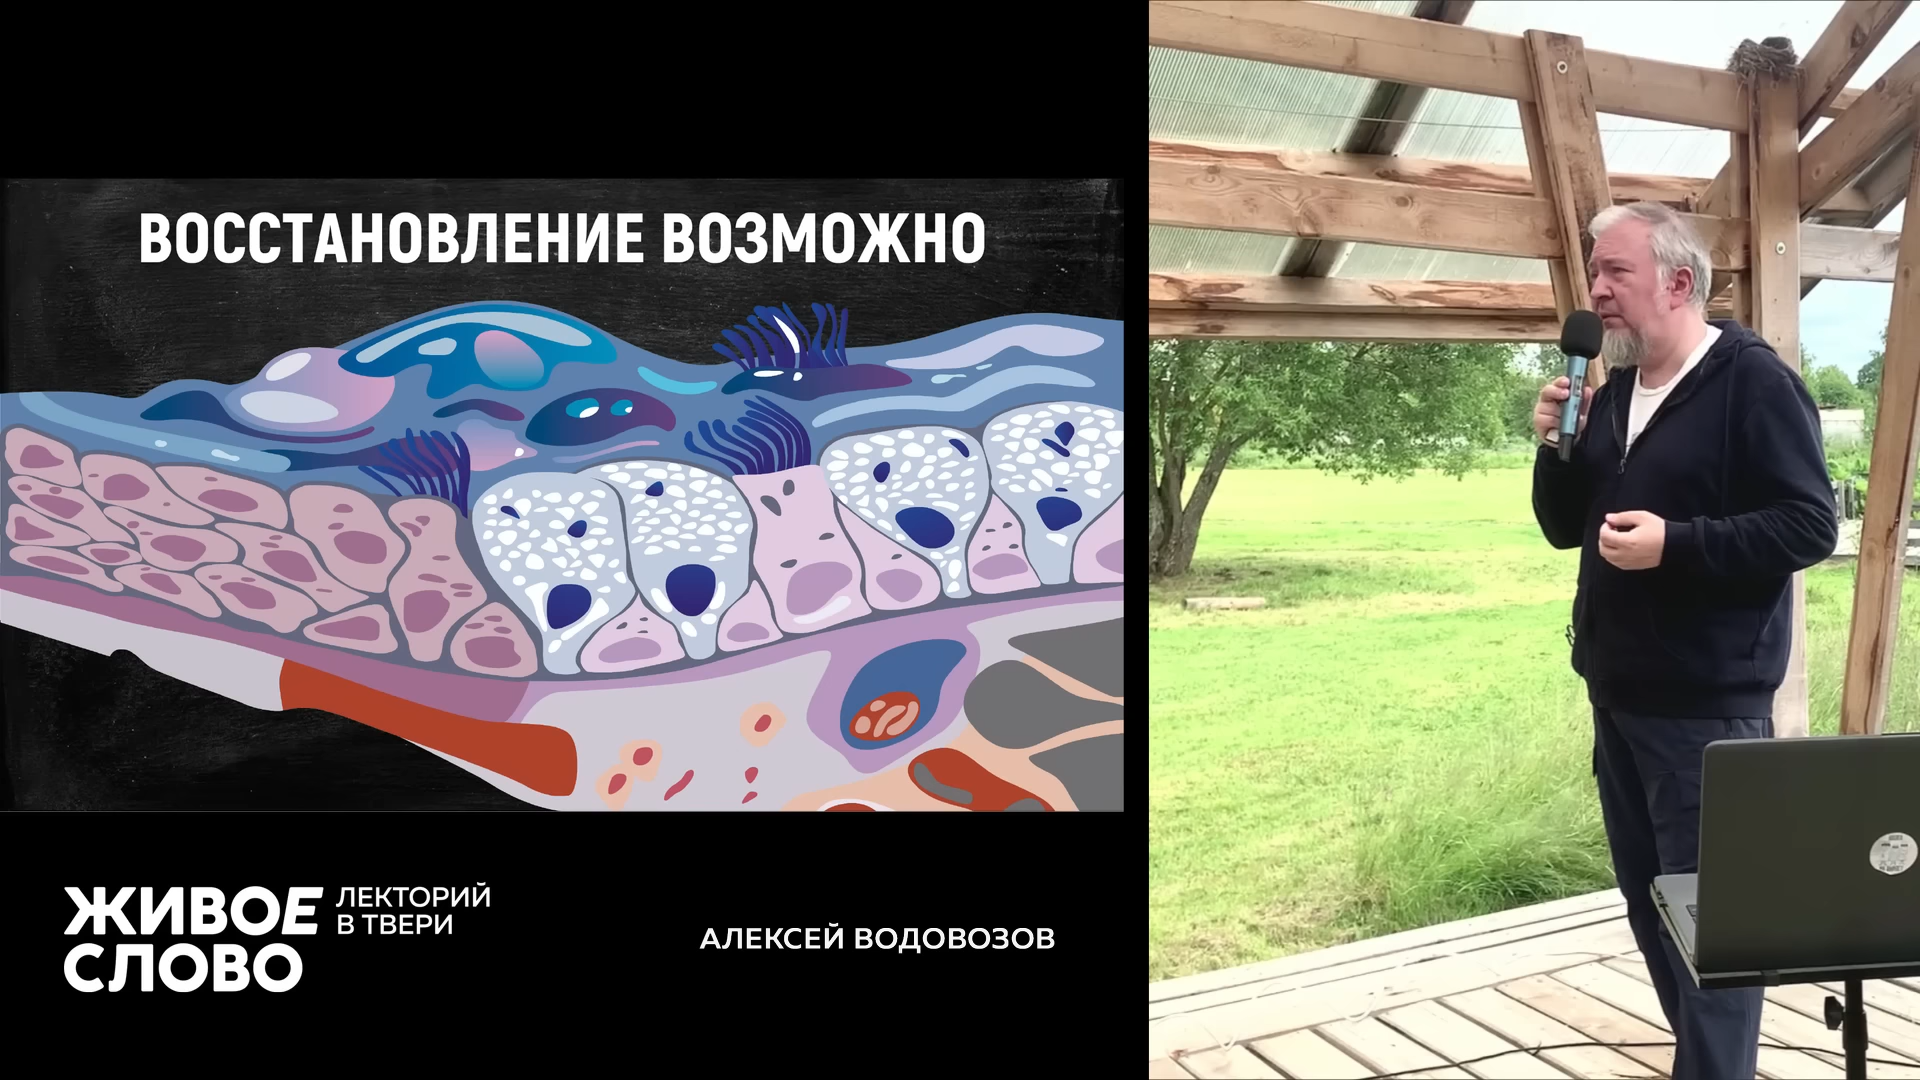 ВОССТАНОВЛЕНИЕ ВОЗМОЖНО
ЖИВОЕ
СЛОВО
ЛЕКТОРИЙ
В ТВЕРИ
АЛЕКСЕЙ ВОДОВОЗОВ